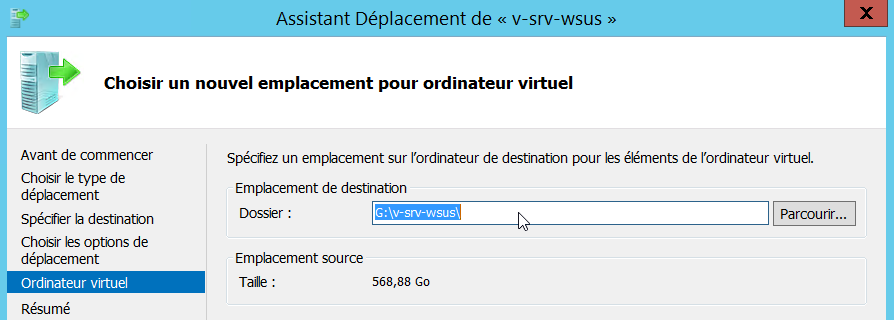 Assistant Déplacement de « v-srv-wsus »
X
Choisir un nouvel emplacement pour ordinateur virtuel
Avant de commencer
Choisir le type de
déplacement
Spécifier la destination
Choisir les options de
déplacement
Ordinateur virtuel
Résumé
Spécifiez un emplacement sur l'ordinateur de destination pour les éléments de l'ordinateur virtuel.
Emplacement de destination
Dossier :
G:\v-srv-wsus\
Parcourir...
Emplacement source
Taille :
568,88 Go